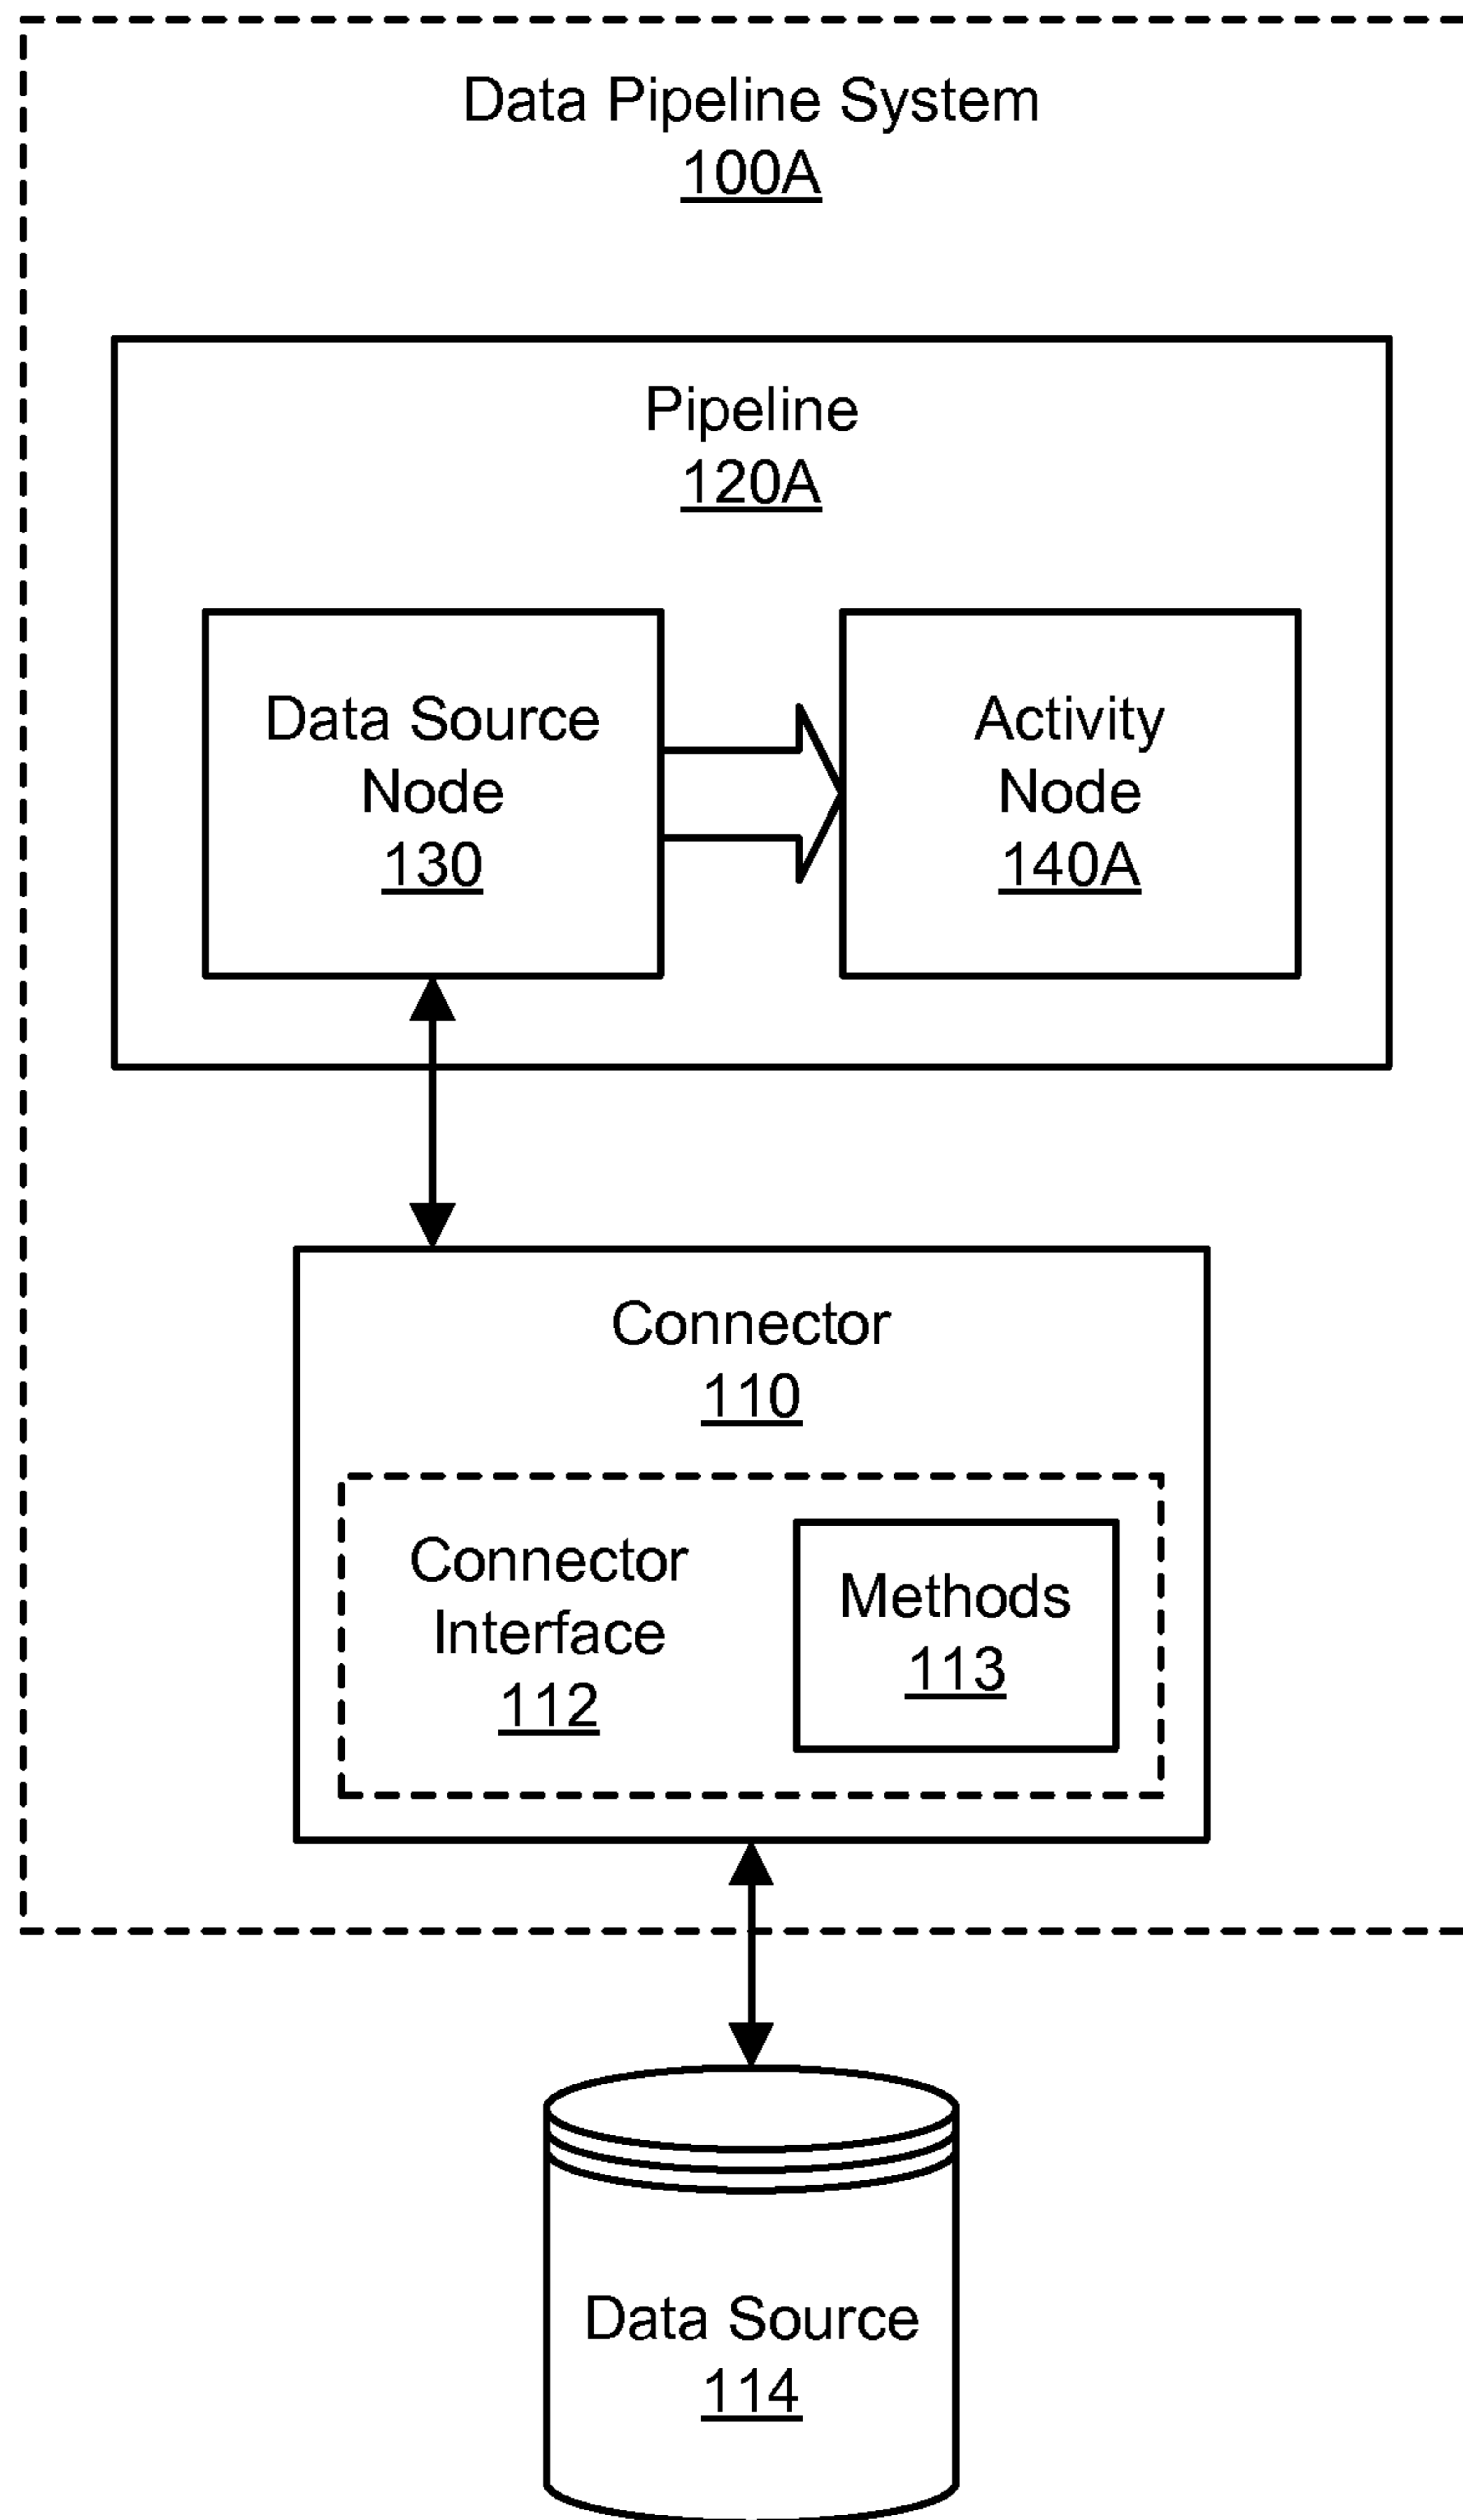 Data Pipeline System
100A
Pipeline
120A
Data Source
Node
130
Activity
Node
140A
Connector
110
Connector
Interface
112
Methods
113
Data Source
114